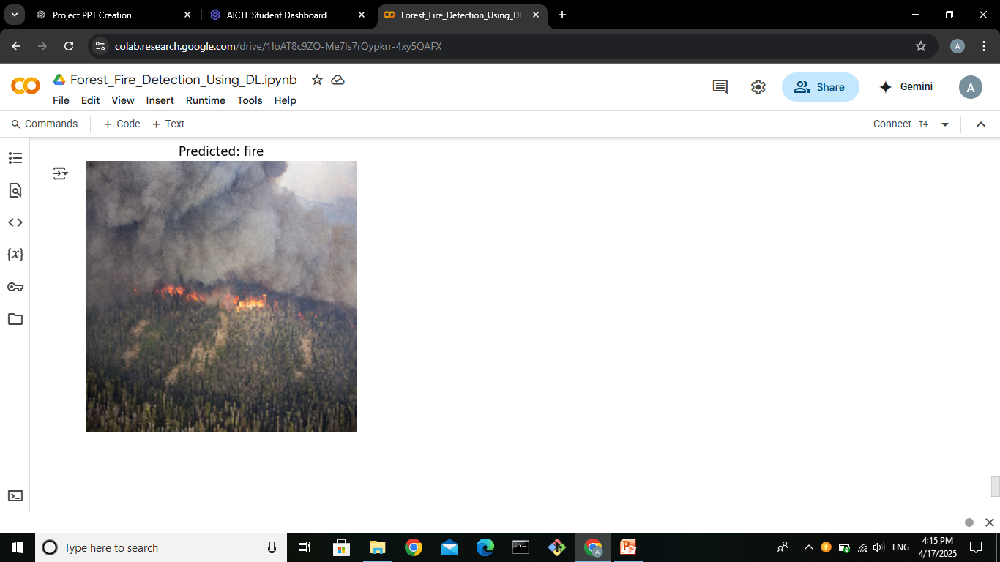 Project PPT Creation
AICTE Student Dashboard
Forest_Fire_Detection_Using_DL
colab.research.google.com/drive/1IoAT8c9ZQ-Me7ls7rQypkrr-4xy5QAFX
A
Forest_Fire_Detection_Using_DL.ipynb
File Edit View Insert Runtime Tools Help
Share
Gemini
A
Commands + Code + Text
Connect T4
Predicted: fire
{x}
Type here to search
A
ENG
4:15 PM
4/17/2025